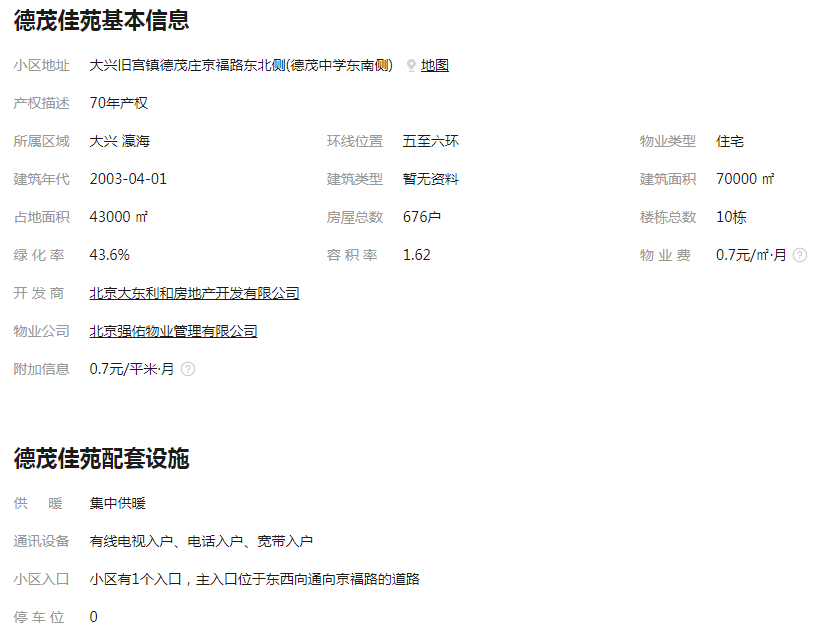 德茂佳苑基本信息
小区地址 大兴旧宫镇德茂庄京福路东北侧(德茂中学东南侧) 地图
产权描述 70年产权
所属区域 大兴 瀛海 环线位置 五至六环 物业类型 住宅
建筑年代 2003-04-01 建筑类型 暂无资料 建筑面积 70000 ㎡
占地面积 43000 ㎡ 房屋总数 676户 楼栋总数 10栋
绿 化 率 43.6% 容 积 率 1.62 物 业 费 0.7元/㎡·月 ?
开 发 商 北京大东利和房地产开发有限公司
物业公司 北京强佑物业管理有限公司
附加信息 0.7元/平米·月 ?
德茂佳苑配套设施
供 暖 集中供暖
通讯设备 有线电视入户、电话入户、宽带入户
小区入口 小区有1个入口，主入口位于东西向通向京福路的道路
停 车 位 0